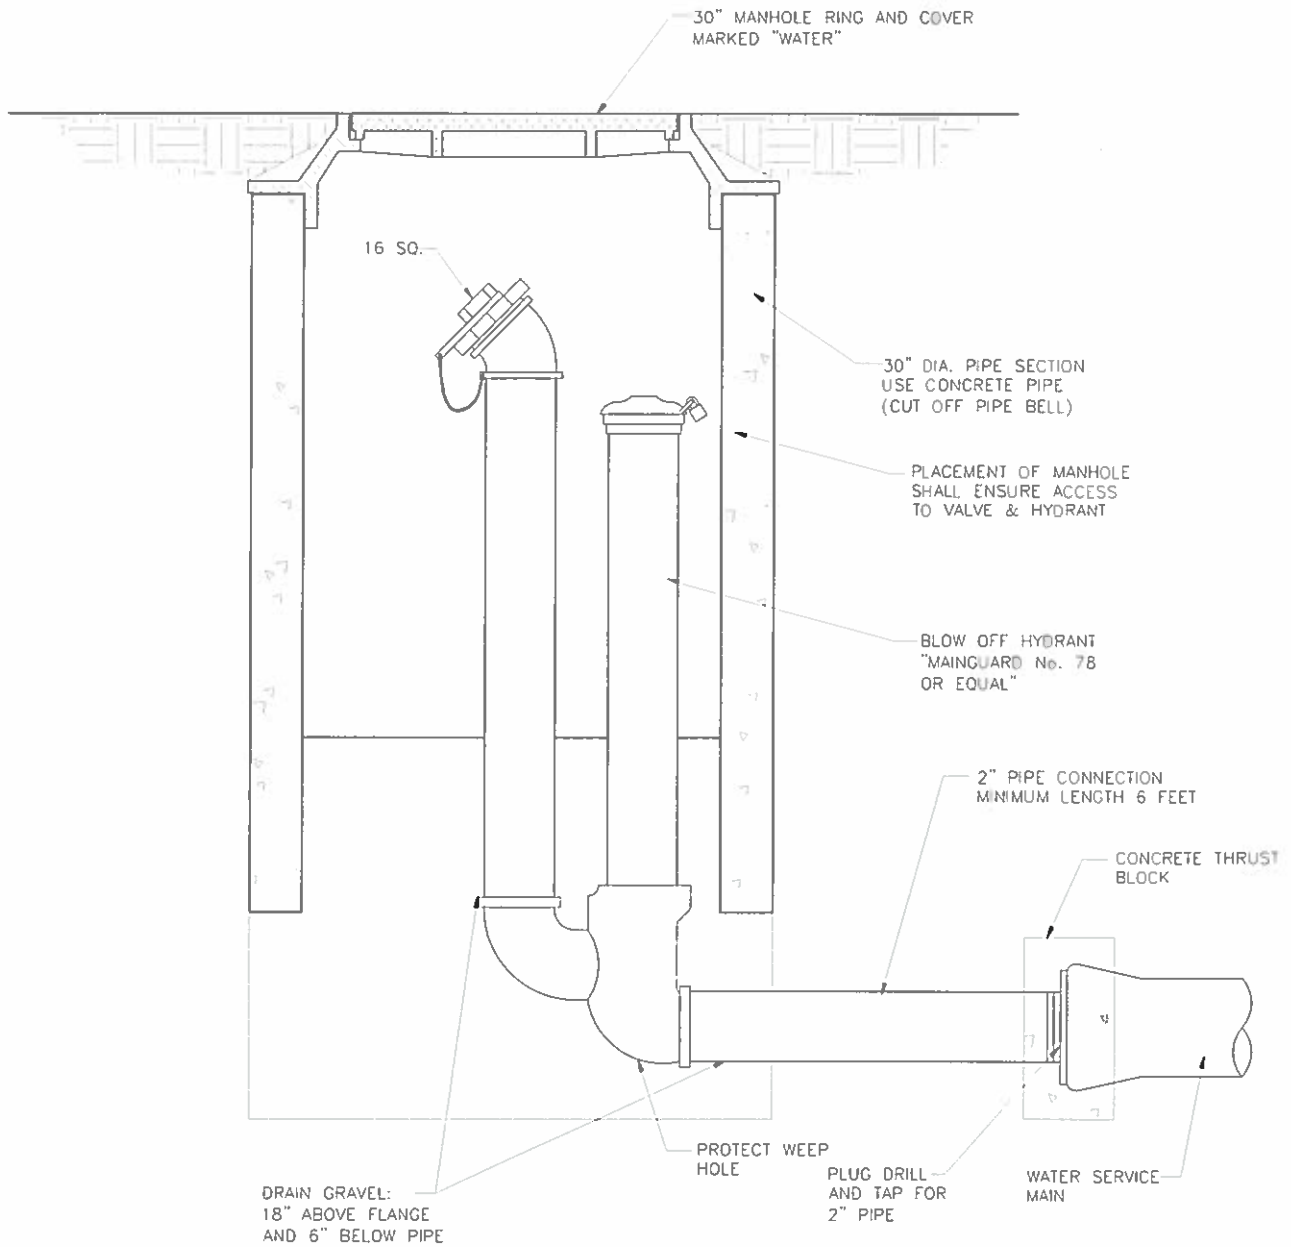 30" MANHOLE RING AND COVER
MARKED "WATER"
16 SQ.
30" DIA. PIPE SECTION
USE CONCRETE PIPE
(CUT OFF PIPE BELL)
PLACEMENT OF MANHOLE
SHALL ENSURE ACCESS
TO VALVE & HYDRANT
BLOW OFF HYDRANT
"MAINGUARD No. 78
OR EQUAL"
2" PIPE CONNECTION
MINIMUM LENGTH 6 FEET
CONCRETE THRUST
BLOCK
PROTECT WEEP
HOLE
PLUG DRILL
AND TAP FOR
2" PIPE
WATER SERVICE
MAIN
DRAIN GRAVEL:
18" ABOVE FLANGE
AND 6" BELOW PIPE